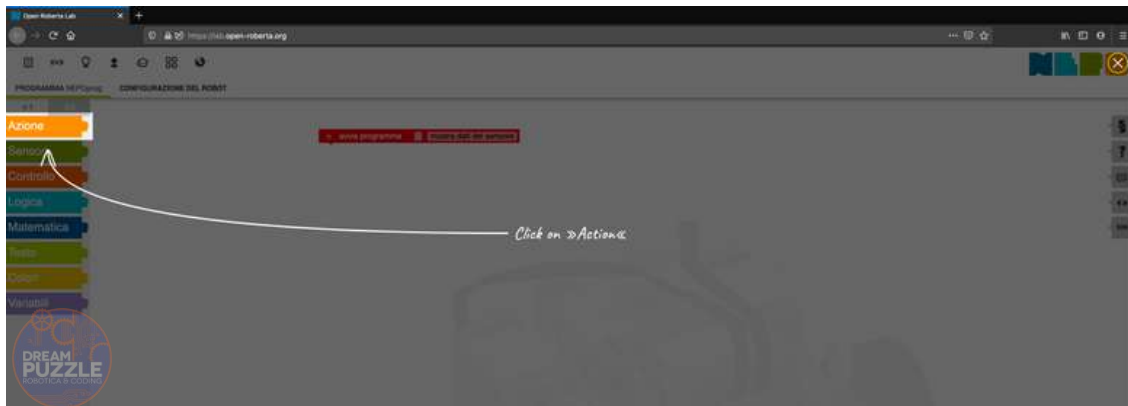 Open Roberta Lab
https://lab.open-roberta.org
PROGRAMMA NEPOprog CONFIGURAZIONE DEL ROBOT
Azione
Sensori
Controllo
Logica
Matematica
Testo
Colori
Variabili
avvia programma mostra dati dei sensore
Click on »Action«
DREAM
PUZZLE
ROBOTICA & CODING